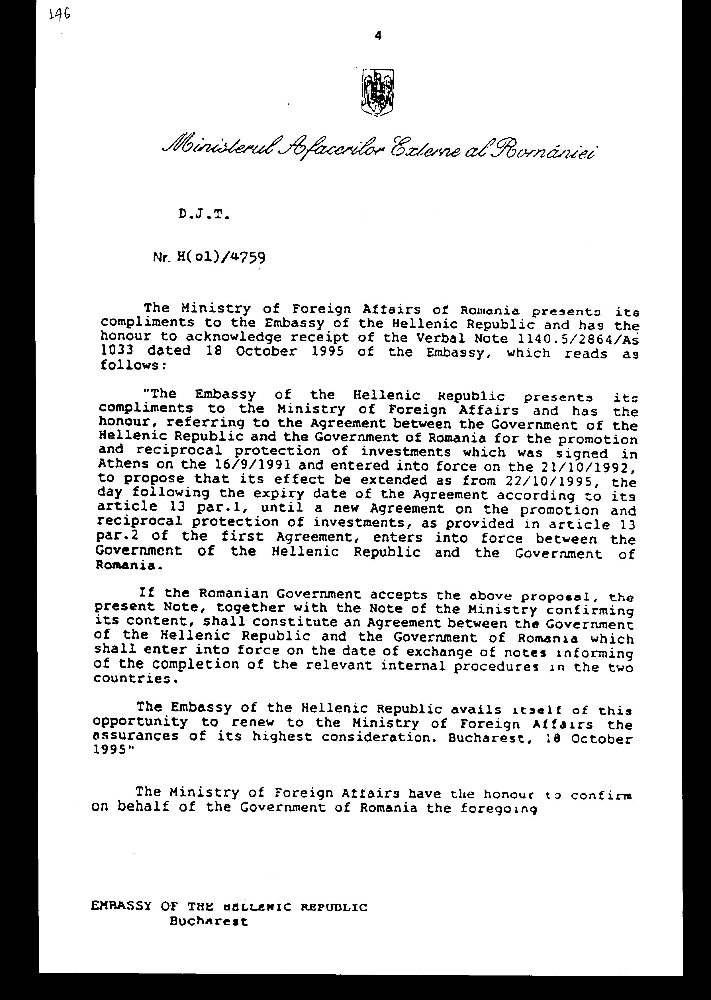 146
4
Ministerul Afacerilor Externe al României
D.J.T.
Nr. H(01)/4759
The Ministry of Foreign Affairs of Romania presents its
compliments to the Embassy of the Hellenic Republic and has the
honour to acknowledge receipt of the Verbal Note 1140.5/2864/As
1033 dated 18 October 1995 of the Embassy, which reads as
follows:
"The Embassy of the Hellenic Republic presents its
compliments to the Ministry of Foreign Affairs and has the
honour, referring to the Agreement between the Government of the
Hellenic Republic and the Government of Romania for the promotion
and reciprocal protection of investments which was signed in
Athens on the 16/9/1991 and entered into force on the 21/10/1992,
to propose that its effect be extended as from 22/10/1995, the
day following the expiry date of the Agreement according to its
article 13 par.1, until a new Agreement on the promotion and
reciprocal protection of investments, as provided in article 13
par.2 of the first Agreement, enters into force between the
Government of the Hellenic Republic and the Government of
Romania.
If the Romanian Government accepts the above proposal, the
present Note, together with the Note of the Ministry confirming
its content, shall constitute an Agreement between the Government
of the Hellenic Republic and the Government of Romania which
shall enter into force on the date of exchange of notes informing
of the completion of the relevant internal procedures in the two
countries.
The Embassy of the Hellenic Republic avails itself of this
opportunity to renew to the Ministry of Foreign Affairs the
assurances of its highest consideration. Bucharest, 18 October
1995"
The Ministry of Foreign Affairs have the honour to confirm
on behalf of the Government of Romania the foregoing
EMBASSY OF THE HELLENIC REPUBLIC
Bucharest